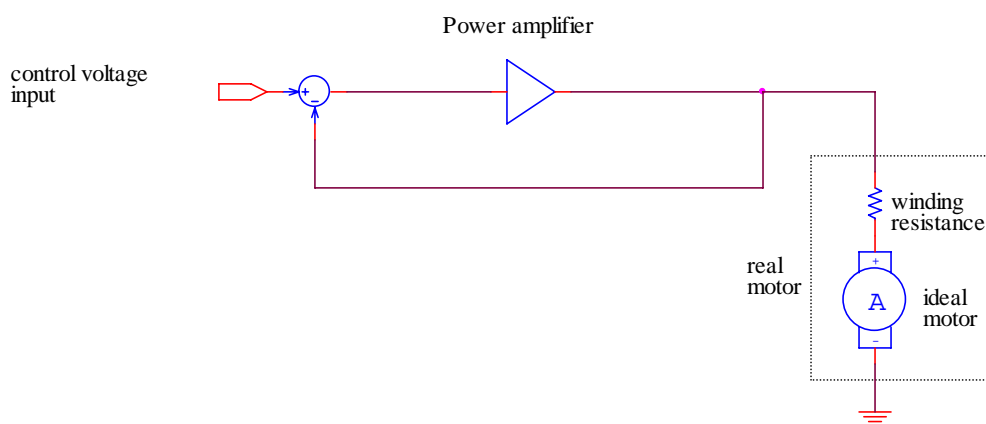 Power amplifier
control voltage
input
+
−
winding
resistance
+
real
motor
A
ideal
motor
−